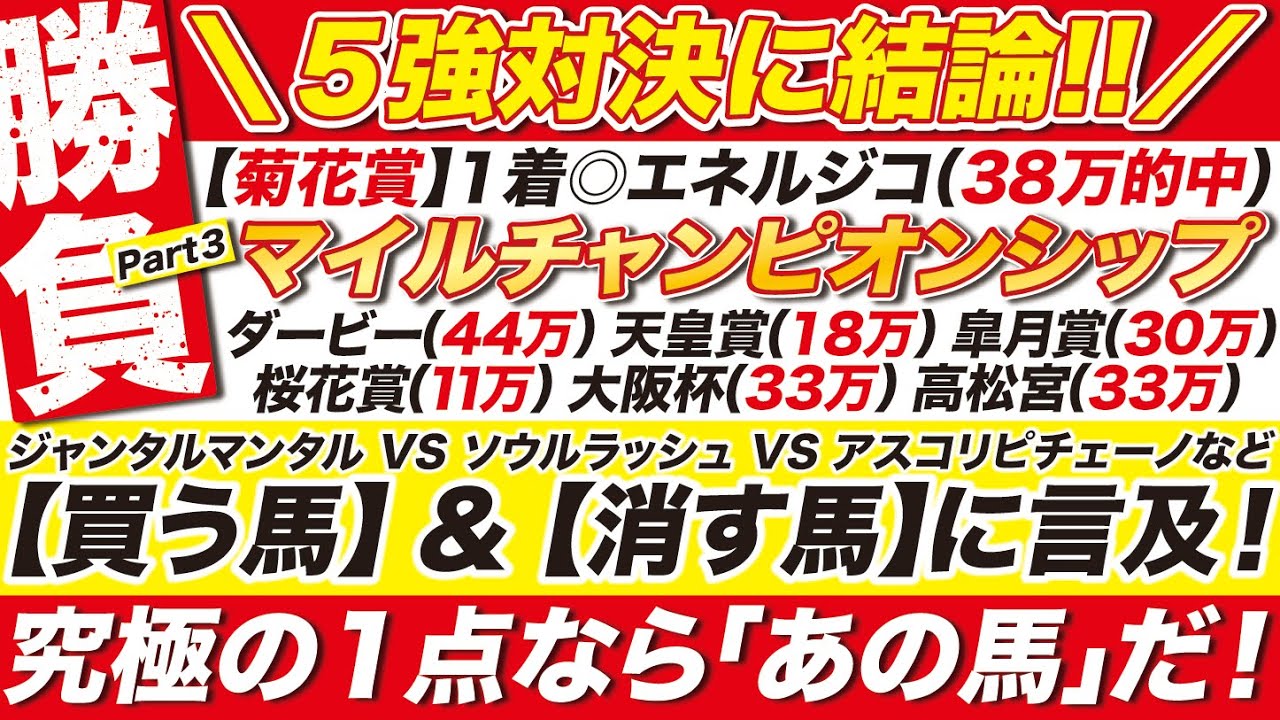 勝負
＼５強対決に結論!!／
【菊花賞】１着◎エネルジコ（38万的中）
Part3
マイルチャンピオンシップ
ダービー（44万）天皇賞（18万）皐月賞（30万）
桜花賞（11万）大阪杯（33万）高松宮（33万）
ジャンタルマンタル VS ソウルラッシュ VS アスコリピチェーノなど
【買う馬】＆【消す馬】に言及！
究極の１点なら「あの馬」だ！